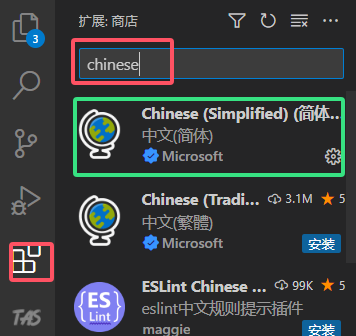 扩展: 商店
3
chinese
Chinese (Simplified) (简体...
中文(简体)
Microsoft
Chinese (Tradi... 3.1M 5
中文(繁體)
Microsoft 安装
ES
Lint
ESLint Chinese ... 99K 5
eslint中文规则提示插件
maggie 安装
TAS